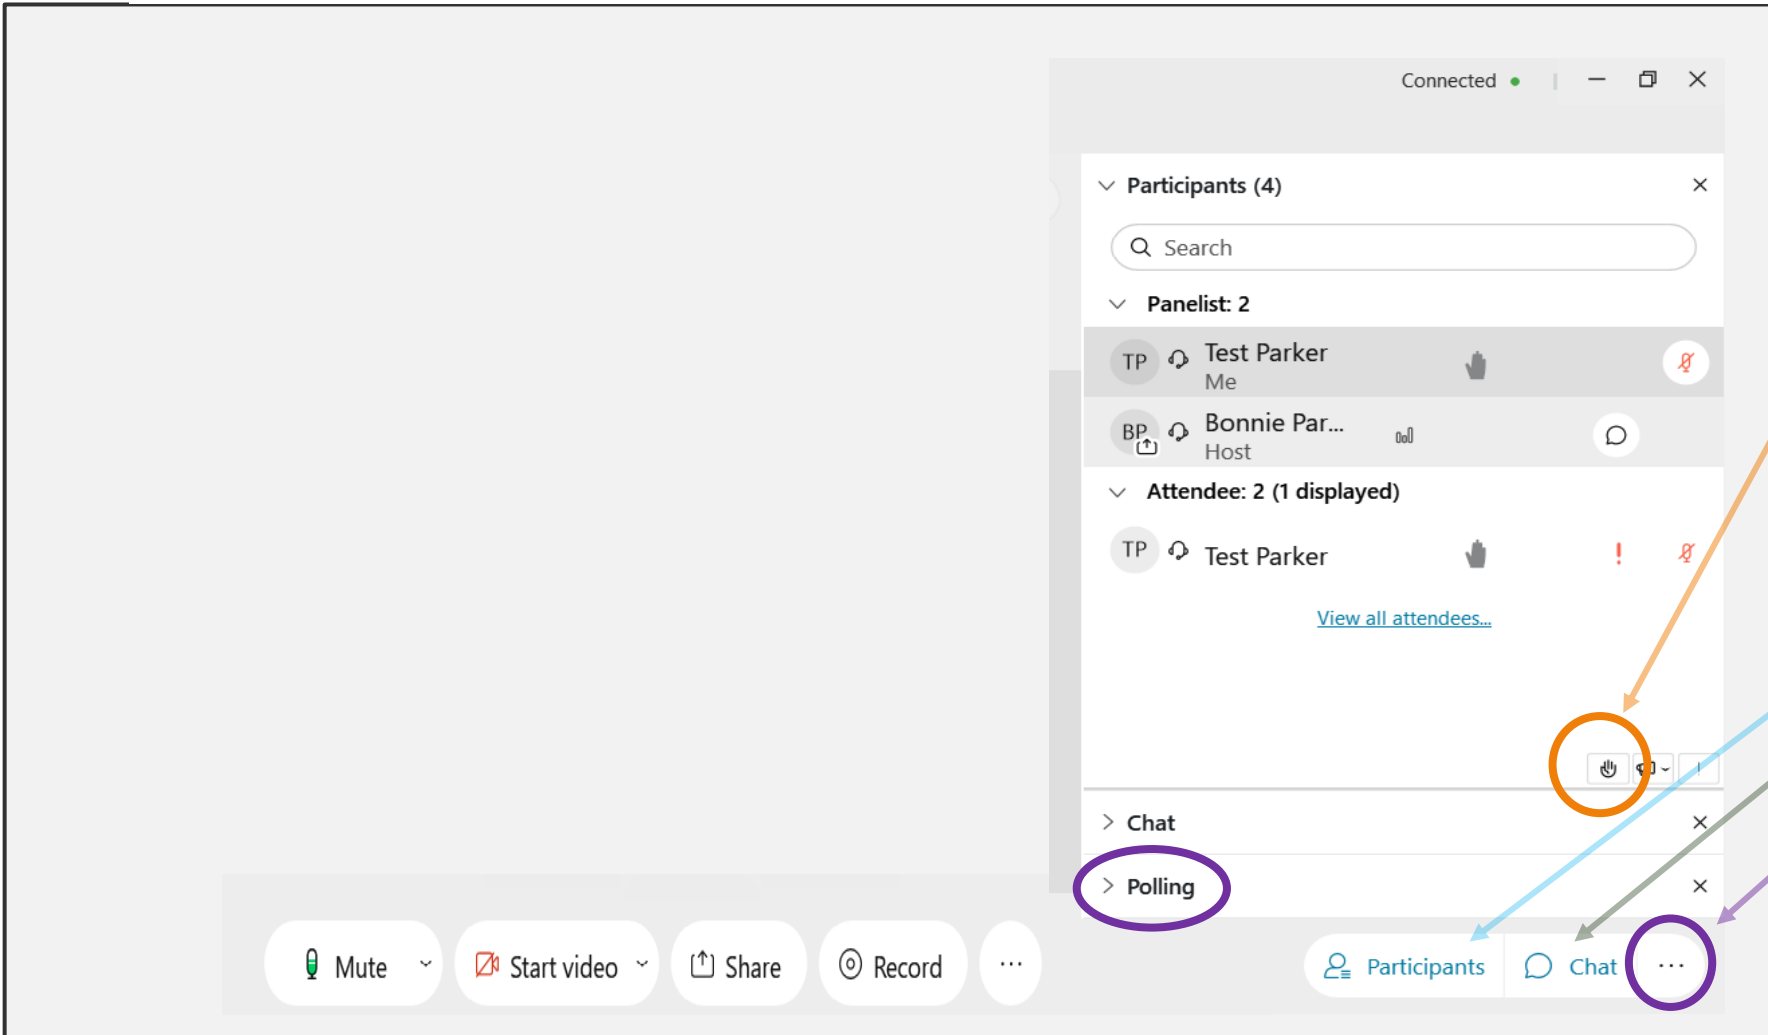 Connected
Participants (4)
Search
Panelist: 2
TP Test Parker
Me
BP Bonnie Par...
Host
Attendee: 2 (1 displayed)
TP Test Parker
View all attendees...
Chat
Polling
Mute Start video Share Record ... Participants Chat ...